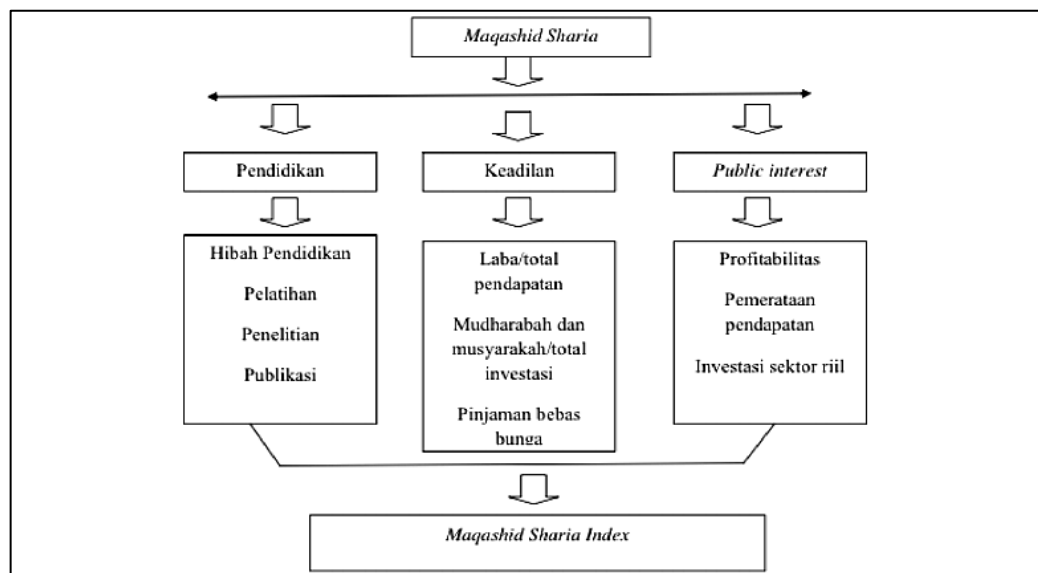 Maqashid Sharia
Pendidikan
Keadilan
Public interest
Hibah Pendidikan
Pelatihan
Penelitian
Publikasi
Laba/total
pendapatan
Mudharabah dan
musyarakah/total
investasi
Pinjaman bebas
bunga
Profitabilitas
Pemerataan
pendapatan
Investasi sektor riil
Maqashid Sharia Index